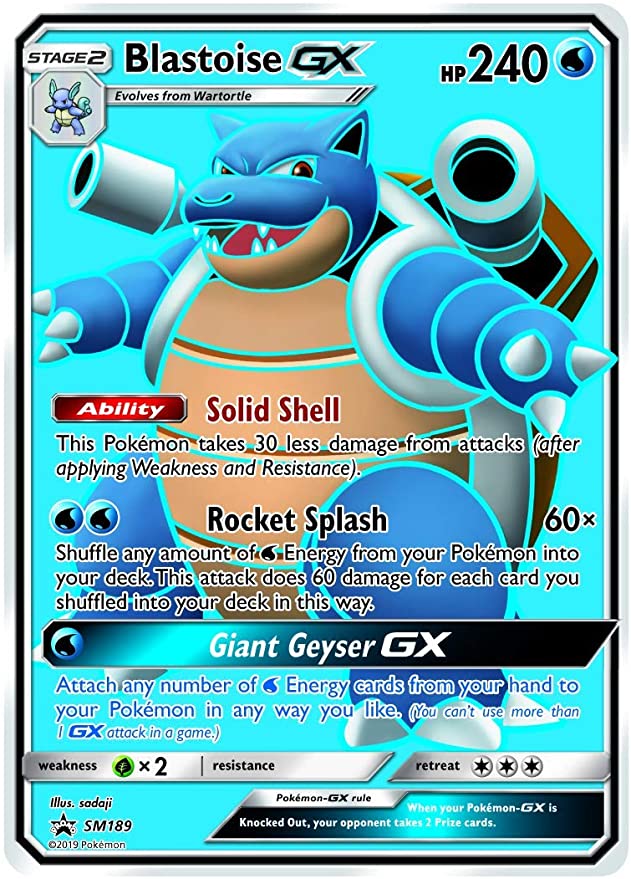 STAGE2 Blastoise GX HP240
Evolves from Wartortle
Ability Solid Shell
This Pokémon takes 30 less damage from attacks (after
applying Weakness and Resistance).
Rocket Splash 60×
Shuffle any amount of Energy from your Pokémon into
your deck. This attack does 60 damage for each card you
shuffled into your deck in this way.
Giant Geyser GX
Attach any number of Energy cards from your hand to
your Pokémon in any way you like. (You can't use more than
1 GX attack in a game.)
weakness ×2 resistance retreat
Illus. sadaji
Pokémon-GX rule
When your Pokémon-GX is
Knocked Out, your opponent takes 2 Prize cards.
SM189
©2019 Pokémon